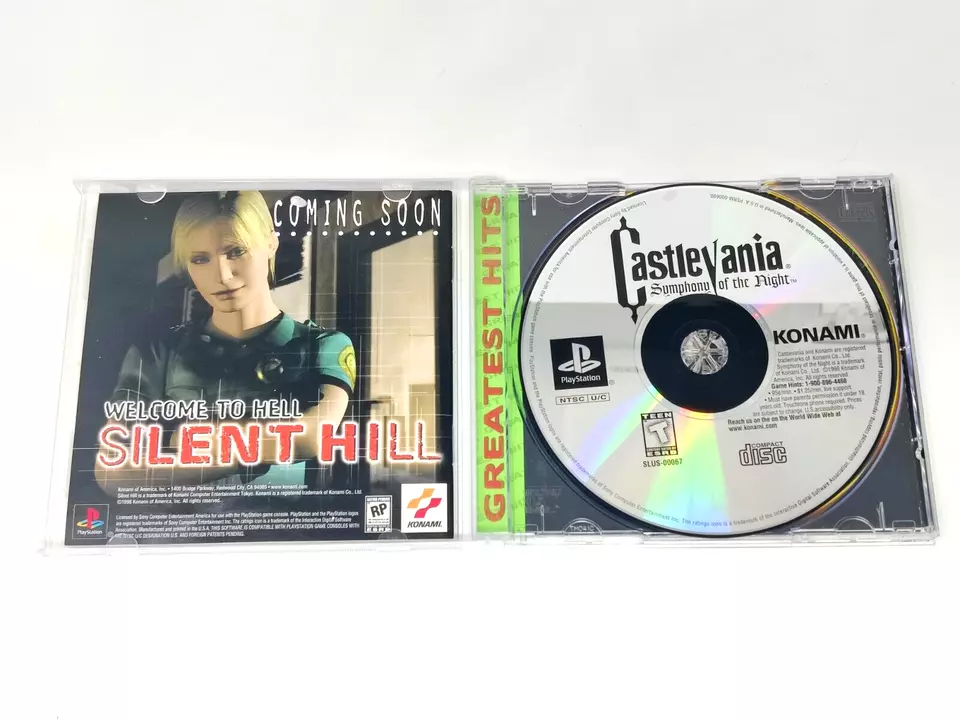 COMING SOON
WELCOME TO HELL
SILENT HILL
Konami of America, Inc. • 1400 Bridge Parkway, Redwood City, CA 94065 • www.konami.com
Silent Hill is a trademark of Konami Computer Entertainment Tokyo. Konami is a registered trademark of Konami Co., Ltd.
©1998 Konami of America, Inc. All rights reserved.
Licensed by Sony Computer Entertainment America for use with the PlayStation game console. PlayStation and the PlayStation logos
are registered trademarks of Sony Computer Entertainment Inc. The ratings icon is a trademark of the Interactive Digital Software
Association. Manufactured and printed in the U.S.A. THIS SOFTWARE IS COMPATIBLE WITH PLAYSTATION GAME CONSOLES WITH
THE NTSC U/C DESIGNATION. U.S. AND FOREIGN PATENTS PENDING.
PlayStation
RP
ESRB
KONAMI
GREATEST HITS
Castlevania®
Symphony of the Night™
PlayStation
NTSC U/C
TEEN
T
ESRB
SLUS-00067
KONAMI®
Castlevania and Konami are registered
trademarks of Konami Co., Ltd.
Symphony of the Night is a trademark
of Konami Co., Ltd. ©1998 Konami of
America, Inc. All rights reserved.
Game Hints: 1-900-896-4468
• 85¢/min. • $1.25/min. live support
• Must have parents permission if under 18
years old. Touchtone phone required. Prices
are subject to change. U.S. accessibility only.
Reach us on the on the World Wide Web at
www.konami.com
COMPACT
disc